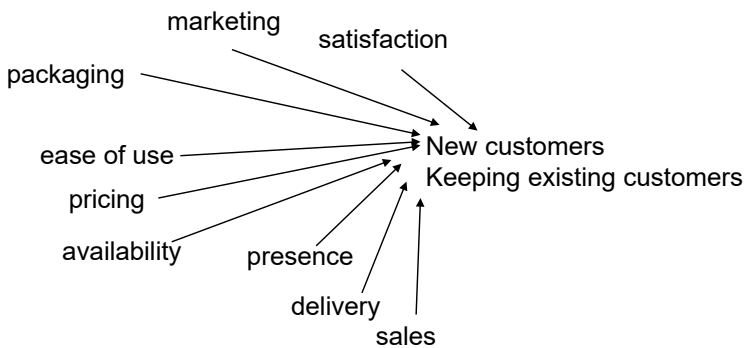 marketing
satisfaction
packaging
New customers
ease of use
Keeping existing customers
pricing
availability
presence
delivery
sales